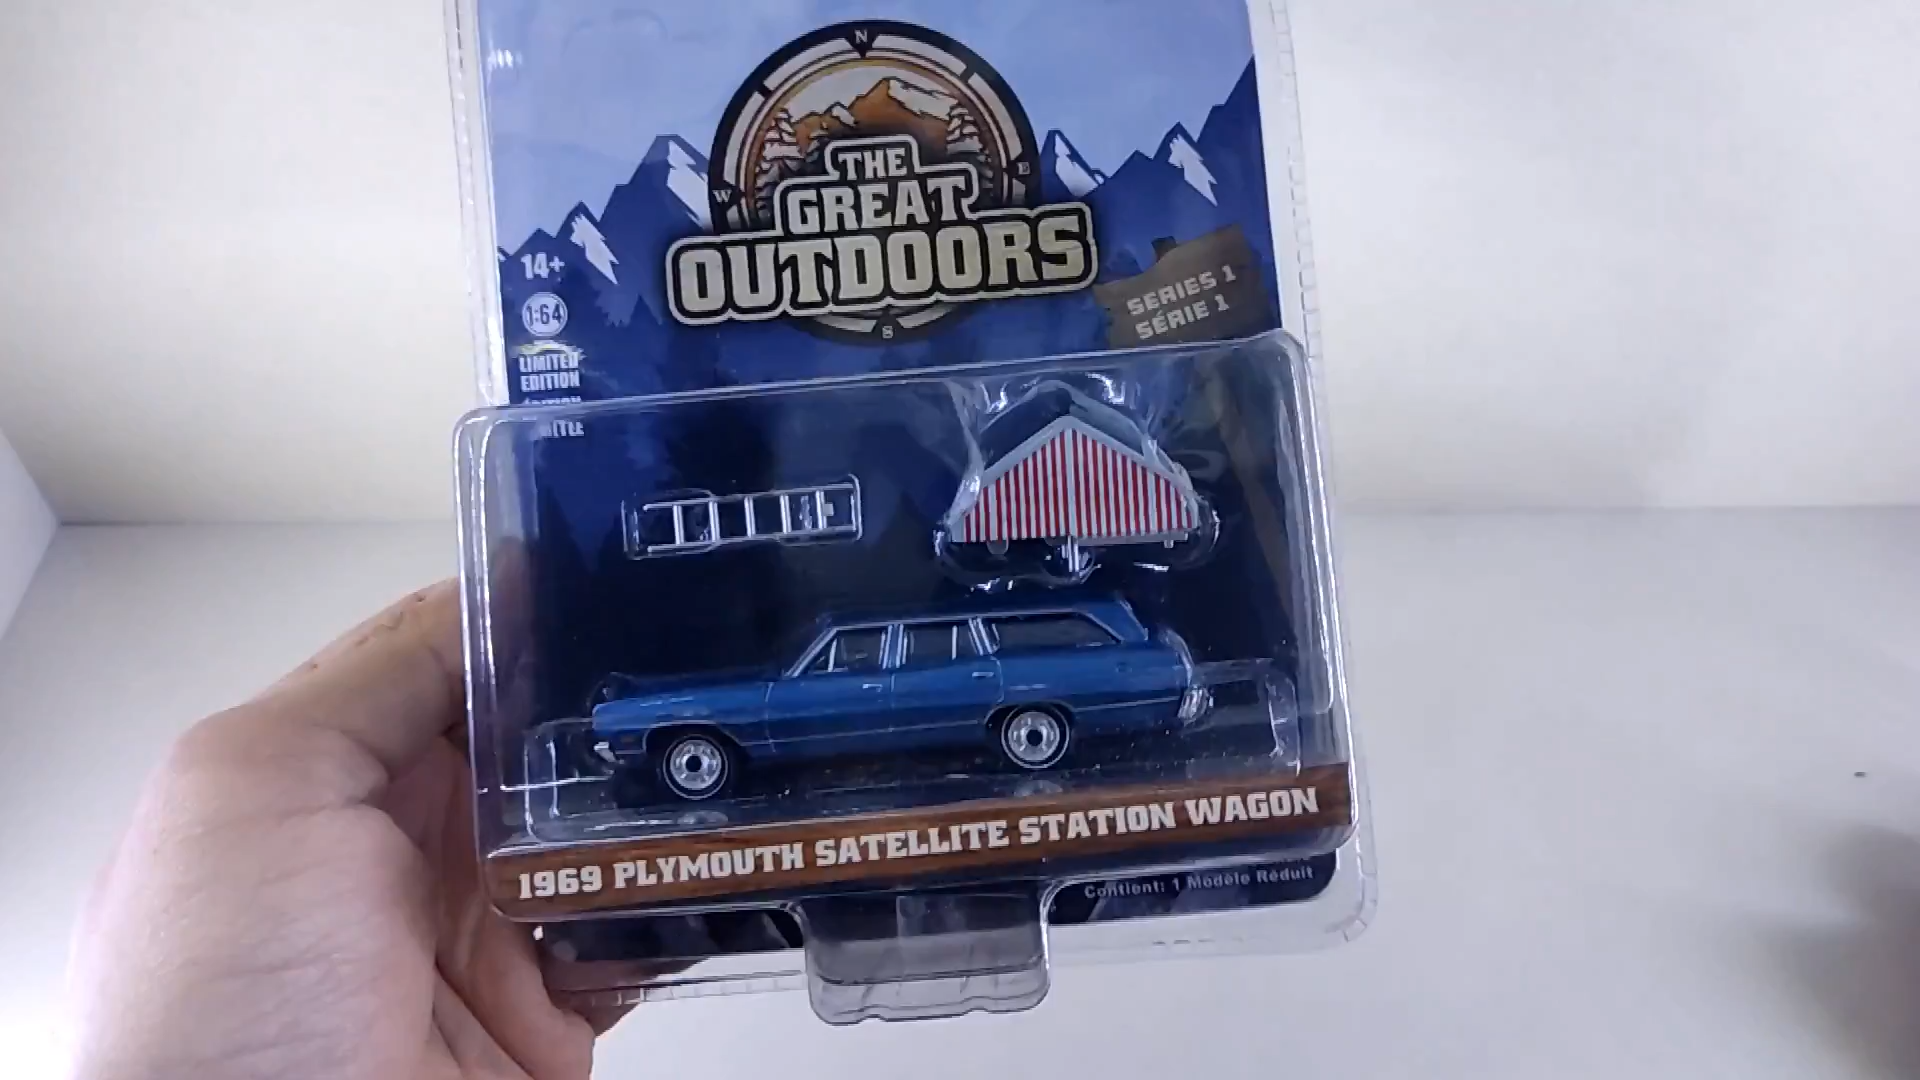 N
W
E
THE
GREAT
OUTDOORS
S
14+
1:64
LIMITED
EDITION
SERIES 1
SÉRIE 1
1969 PLYMOUTH SATELLITE STATION WAGON
Contient: 1 Modèle Réduit